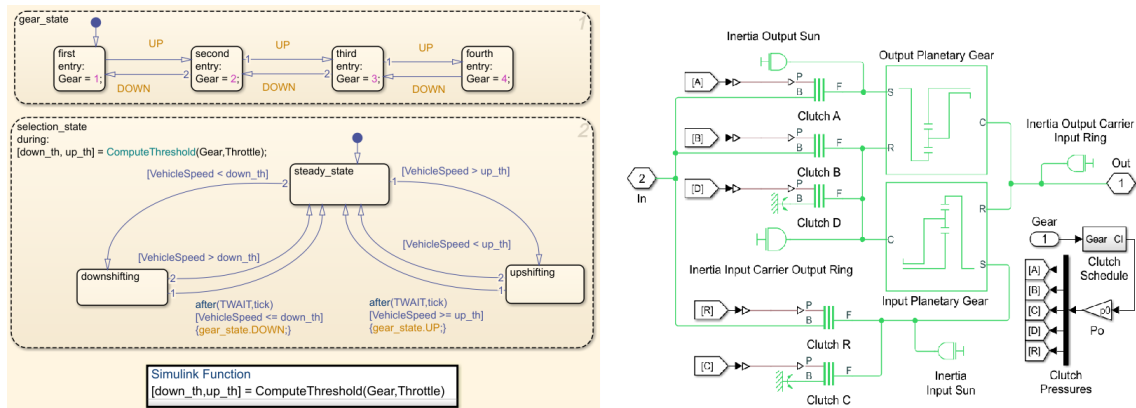 gear_state
1
UP
UP
UP
first
entry:
Gear = 1;
second
entry:
Gear = 2;
third
entry:
Gear = 3;
fourth
entry:
Gear = 4;
1
1
2
2
DOWN
DOWN
DOWN
selection_state
2
during:
[down_th, up_th] = ComputeThreshold(Gear,Throttle);
steady_state
[VehicleSpeed < down_th]
2
1
[VehicleSpeed > up_th]
[VehicleSpeed > down_th]
[VehicleSpeed < up_th]
downshifting
2
1
2
1
upshifting
after(TWAIT,tick)
[VehicleSpeed <= down_th]
{gear_state.DOWN;}
after(TWAIT,tick)
[VehicleSpeed >= up_th]
{gear_state.UP;}
Simulink Function
[down_th,up_th] = ComputeThreshold(Gear,Throttle)
Inertia Output Sun
Output Planetary Gear
[A]
P
B
F
S
Clutch A
C
Inertia Output Carrier
Input Ring
[B]
P
B
F
R
Clutch B
2
In
[D]
P
B
F
Clutch D
Out
1
R
C
S
Gear
1
Gear Cl
Clutch
Schedule
Inertia Input Carrier Output Ring
Input Planetary Gear
[A]
[B]
[C]
[D]
[R]
p0
Po
Clutch
Pressures
[R]
P
B
F
Clutch R
[C]
P
B
F
Clutch C
Inertia
Input Sun